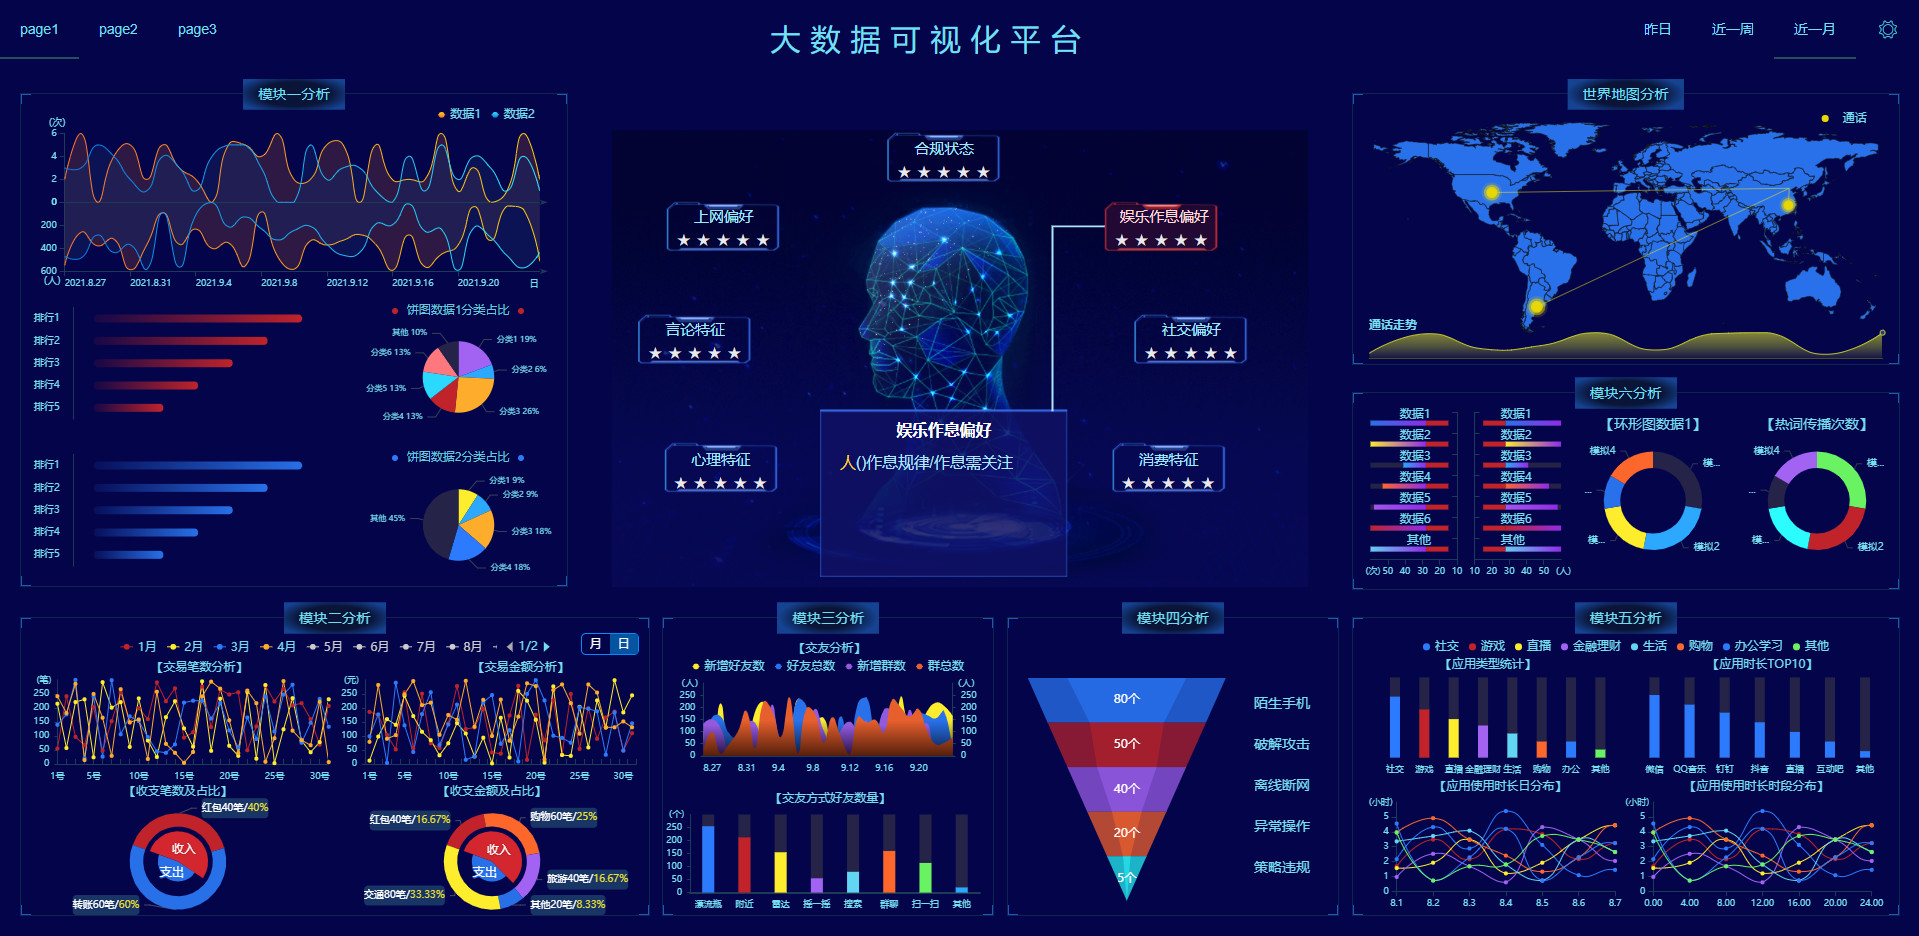 page1 page2 page3
大数据可视化平台
昨日 近一周 近一月
模块一分析
数据1 数据2
(次)
6
4
2
0
200
400
600
(人)
2021.8.27 2021.8.31 2021.9.4 2021.9.8 2021.9.12 2021.9.16 2021.9.20 日
排行1
排行2
排行3
排行4
排行5
饼图数据1分类占比
其他 10%
分类1 19%
分类6 13%
分类2 6%
分类5 13%
分类3 26%
分类4 13%
排行1
排行2
排行3
排行4
排行5
饼图数据2分类占比
分类1 9%
分类2 9%
其他 45%
分类3 18%
分类4 18%
合规状态
★★★★★
上网偏好
★★★★★
娱乐作息偏好
★★★★★
言论特征
★★★★★
社交偏好
★★★★★
心理特征
★★★★★
消费特征
★★★★★
娱乐作息偏好
人()作息规律/作息需关注
世界地图分析
通话
通话走势
模块六分析
数据1 数据1
数据2 数据2
数据3 数据3
数据4 数据4
数据5 数据5
数据6 数据6
其他 其他
(次) 50 40 30 20 10 10 20 30 40 50 (人)
【环形图数据1】
模拟4
模...
...
模...
模拟2
【热词传播次数】
模拟4
模...
...
模...
模拟2
模块二分析
1月 2月 3月 4月 5月 6月 7月 8月 1/2
月 日
【交易笔数分析】
(笔)
250
200
150
100
50
0
1号 5号 10号 15号 20号 25号 30号
【交易金额分析】
(元)
250
200
150
100
50
0
1号 5号 10号 15号 20号 25号 30号
【收支笔数及占比】
红包40笔/40%
收入
支出
转账60笔/60%
【收支金额及占比】
红包40笔/16.67%
购物60笔/25%
收入
支出
旅游40笔/16.67%
交通80笔/33.33%
其他20笔/8.33%
模块三分析
【交友分析】
新增好友数 好友总数 新增群数 群总数
(人) (人)
250 250
200 200
150 150
100 100
50 50
0 0
8.27 8.31 9.4 9.8 9.12 9.16 9.20
【交友方式好友数量】
(个)
250
200
150
100
50
0
漂流瓶 附近 雷达 摇一摇 搜索 群聊 扫一扫 其他
模块四分析
80个 陌生手机
50个 破解攻击
40个 离线断网
20个 异常操作
5个 策略违规
模块五分析
社交 游戏 直播 金融理财 生活 购物 办公学习 其他
【应用类型统计】
社交 游戏 直播 金融理财 生活 购物 办公 其他
【应用时长TOP10】
微信 QQ音乐 钉钉 抖音 直播 互动吧 其他
【应用使用时长日分布】
(小时)
5
4
3
2
1
0
8.1 8.2 8.3 8.4 8.5 8.6 8.7
【应用使用时长时段分布】
(小时)
5
4
3
2
1
0
0.00 4.00 8.00 12.00 16.00 20.00 24.00